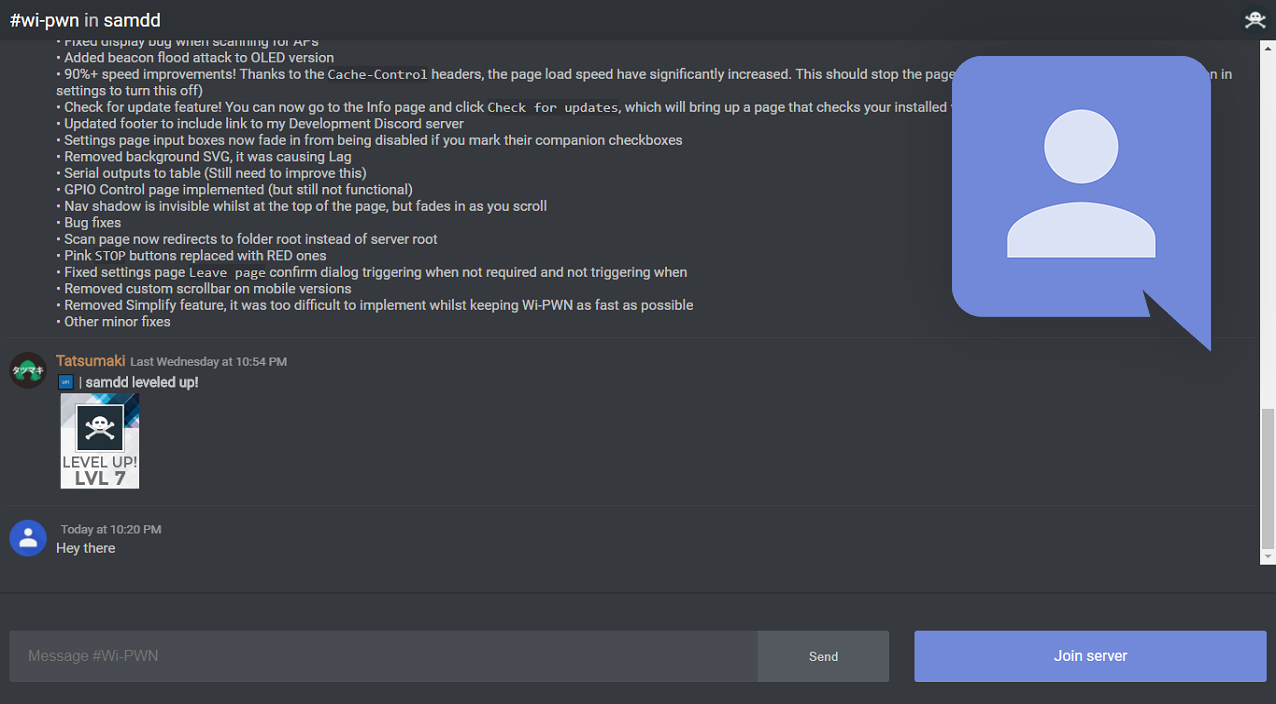 #wi-pwn in samdd
• Fixed display bug when scanning for APs
• Added beacon flood attack to OLED version
• 90%+ speed improvements! Thanks to the Cache-Control headers, the page load speed have significantly increased. This should stop the page n in
settings to turn this off)
• Check for update feature! You can now go to the Info page and click Check for updates, which will bring up a page that checks your installed
• Updated footer to include link to my Development Discord server
• Settings page input boxes now fade in from being disabled if you mark their companion checkboxes
• Removed background SVG, it was causing Lag
• Serial outputs to table (Still need to improve this)
• GPIO Control page implemented (but still not functional)
• Nav shadow is invisible whilst at the top of the page, but fades in as you scroll
• Bug fixes
• Scan page now redirects to folder root instead of server root
• Pink STOP buttons replaced with RED ones
• Fixed settings page Leave page confirm dialog triggering when not required and not triggering when
• Removed custom scrollbar on mobile versions
• Removed Simplify feature, it was too difficult to implement whilst keeping Wi-PWN as fast as possible
• Other minor fixes
タツマキ
Tatsumaki Last Wednesday at 10:54 PM
| samdd leveled up!
LEVEL UP!
LVL 7
Today at 10:20 PM
Hey there
Message #Wi-PWN
Send
Join server